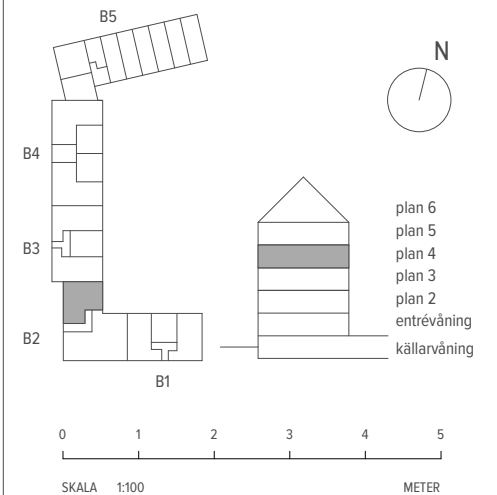 B5
N
B4
plan 6
plan 5
B3
plan 4
plan 3
plan 2
entrévåning
B2
källarvåning
B1
0 1 2 3 4 5
SKALA 1:100 METER